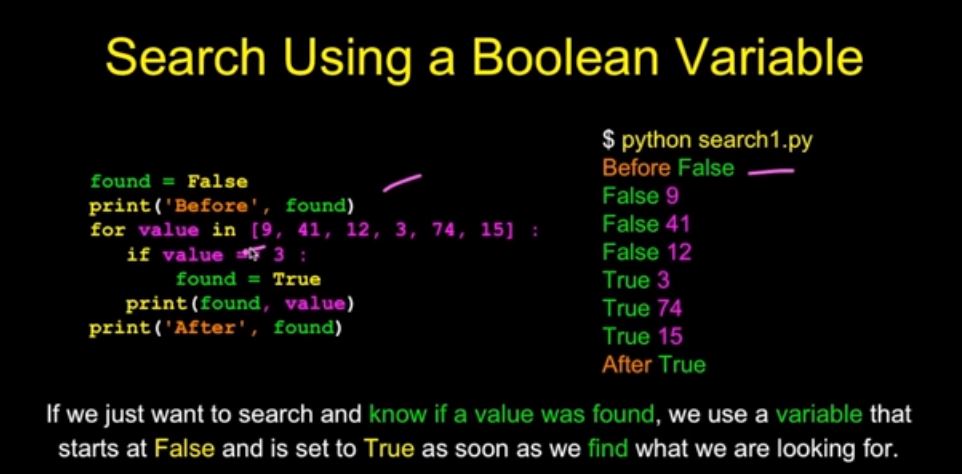 Search Using a Boolean Variable
found = False
print('Before', found)
for value in [9, 41, 12, 3, 74, 15] :
if value == 3 :
found = True
print(found, value)
print('After', found)
$ python search1.py
Before False
False 9
False 41
False 12
True 3
True 74
True 15
After True
If we just want to search and know if a value was found, we use a variable that
starts at False and is set to True as soon as we find what we are looking for.